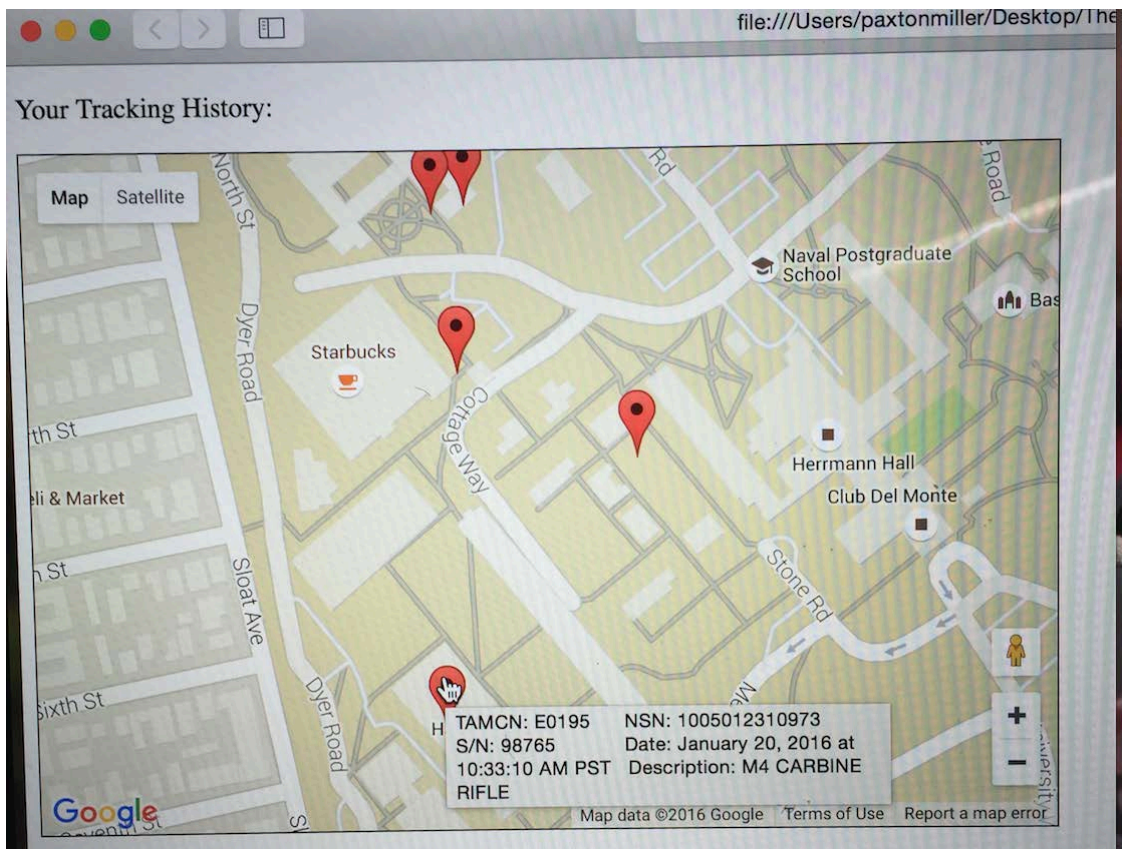 file:///Users/paxtonmiller/Desktop/The
Your Tracking History:
Map Satellite
North St
Rd
e Road
Naval Postgraduate
School
Bas
Dyer Road
Starbucks
Cottage Way
th St
Herrmann Hall
eli & Market
Club Del Monte
n St
Sloat Ave
Stone Rd
Sixth St
Dyer Road
Me
H
TAMCN: E0195 NSN: 1005012310973
S/N: 98765 Date: January 20, 2016 at
10:33:10 AM PST Description: M4 CARBINE
RIFLE
+
−
iversity
Google
Sl
Map data ©2016 Google Terms of Use Report a map error